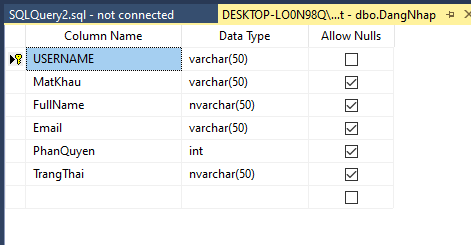 SQLQuery2.sql - not connected
DESKTOP-LO0N98Q\...t - dbo.DangNhap
Column Name Data Type Allow Nulls
USERNAME varchar(50)
MatKhau varchar(50)
FullName nvarchar(50)
Email varchar(50)
PhanQuyen int
TrangThai nvarchar(50)